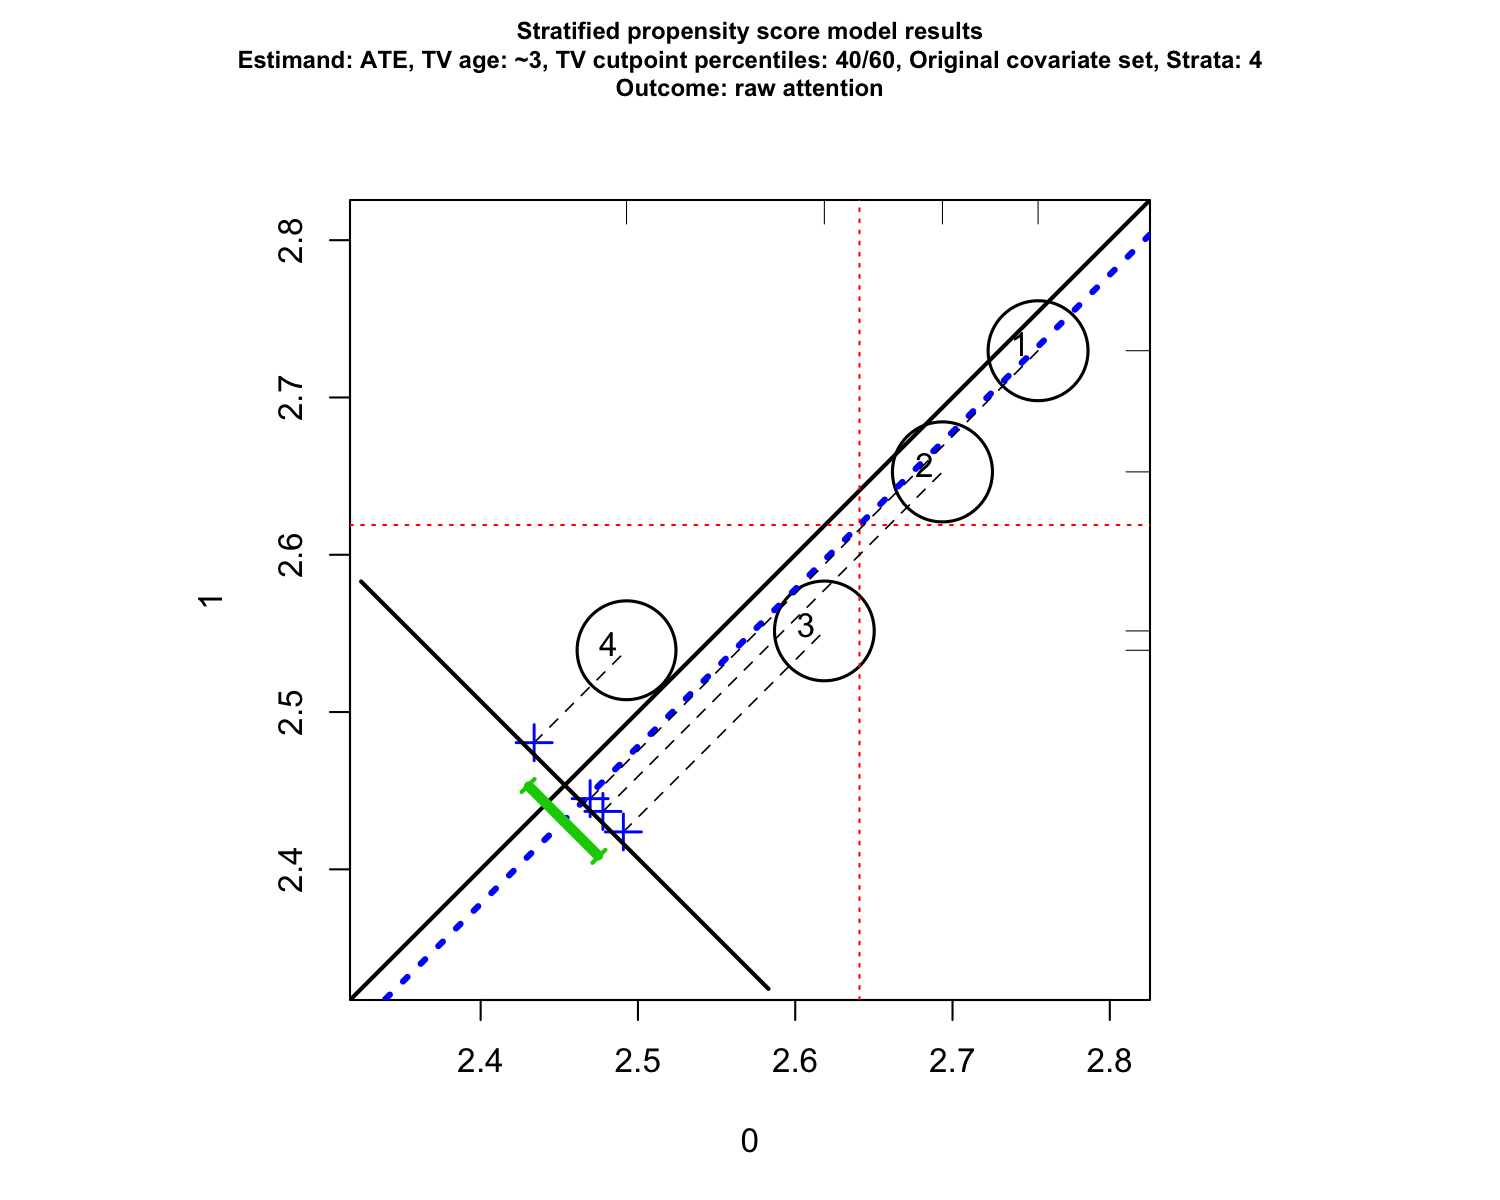 Stratified propensity score model results
Estimand: ATE, TV age: ~3, TV cutpoint percentiles: 40/60, Original covariate set, Strata: 4
Outcome: raw attention
2.8
2.7
2.6
2.5
2.4
1
1
2
3
4
2.4 2.5 2.6 2.7 2.8
0